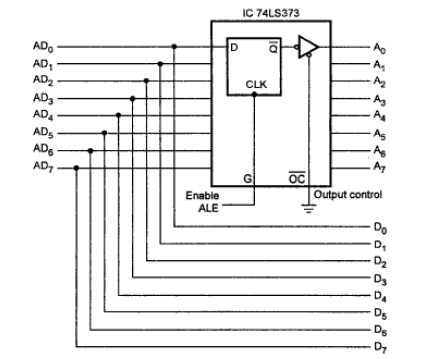 IC 74LS373
AD₀ D Q̅ A₀
AD₁ A₁
AD₂ CLK A₂
AD₃ A₃
AD₄ A₄
AD₅ A₅
AD₆ A₆
AD₇ G O̅C̅ A₇
Enable Output control
ALE
D₀
D₁
D₂
D₃
D₄
D₅
D₆
D₇